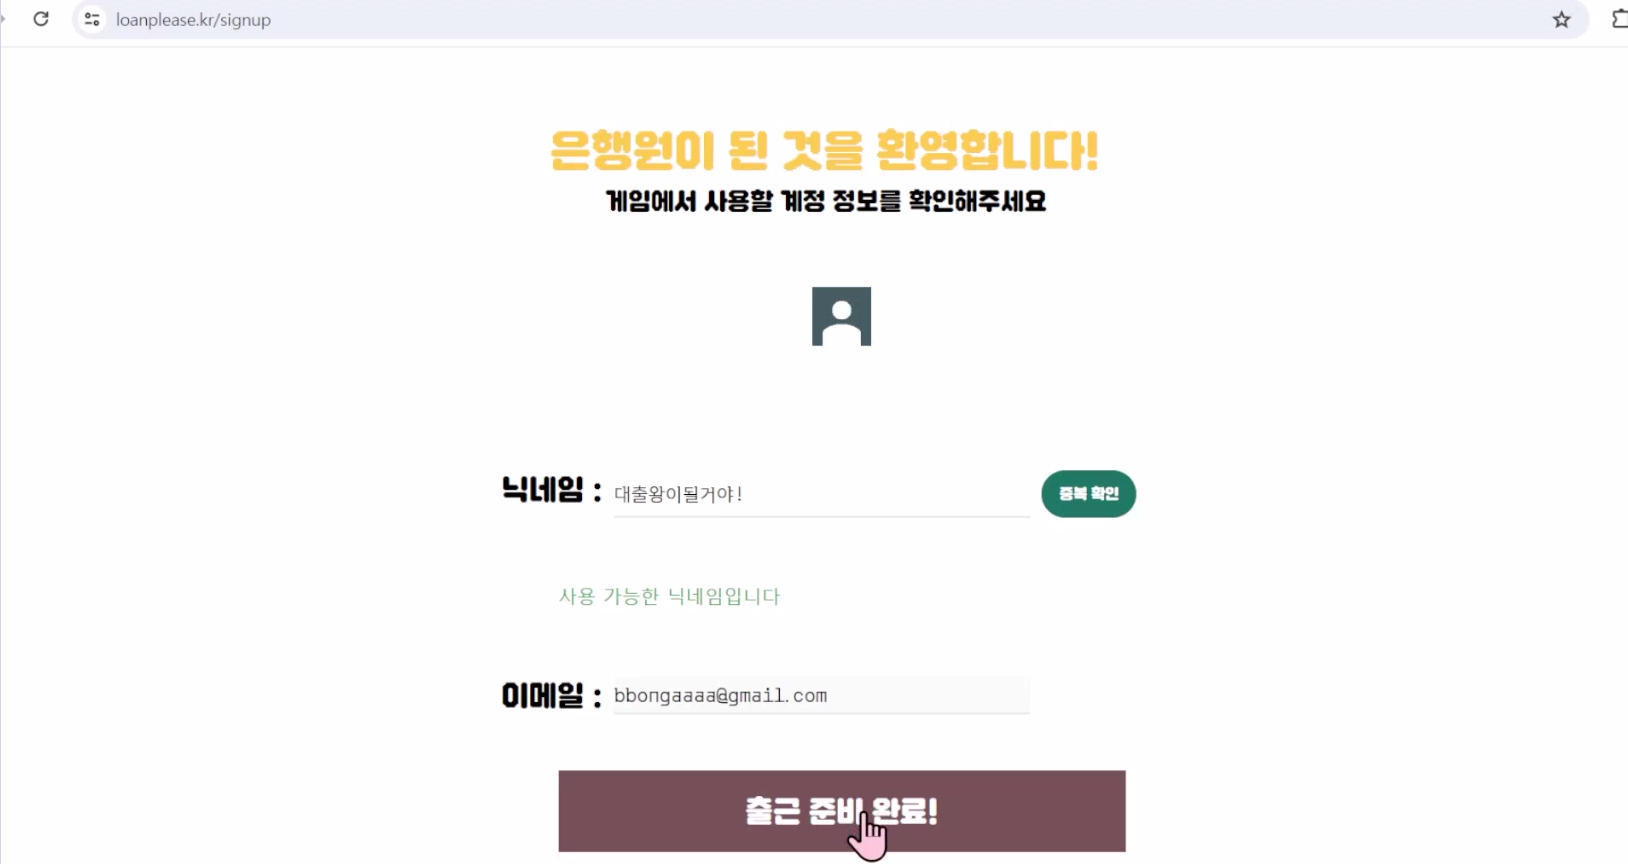 loanplease.kr/signup
은행원이 된 것을 환영합니다!
게임에서 사용할 계정 정보를 확인해주세요
닉네임 : 대출왕이될거야! 중복 확인
사용 가능한 닉네임입니다
이메일 : bbongaaaa@gmail.com
출근 준비 완료!